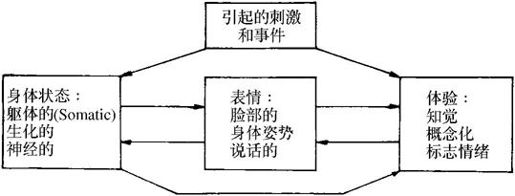 引起的刺激
和事件
身体状态：
躯体的(Somatic)
生化的
神经的
表情：
脸部的
身体姿势
说话的
体验：
知觉
概念化
标志情绪